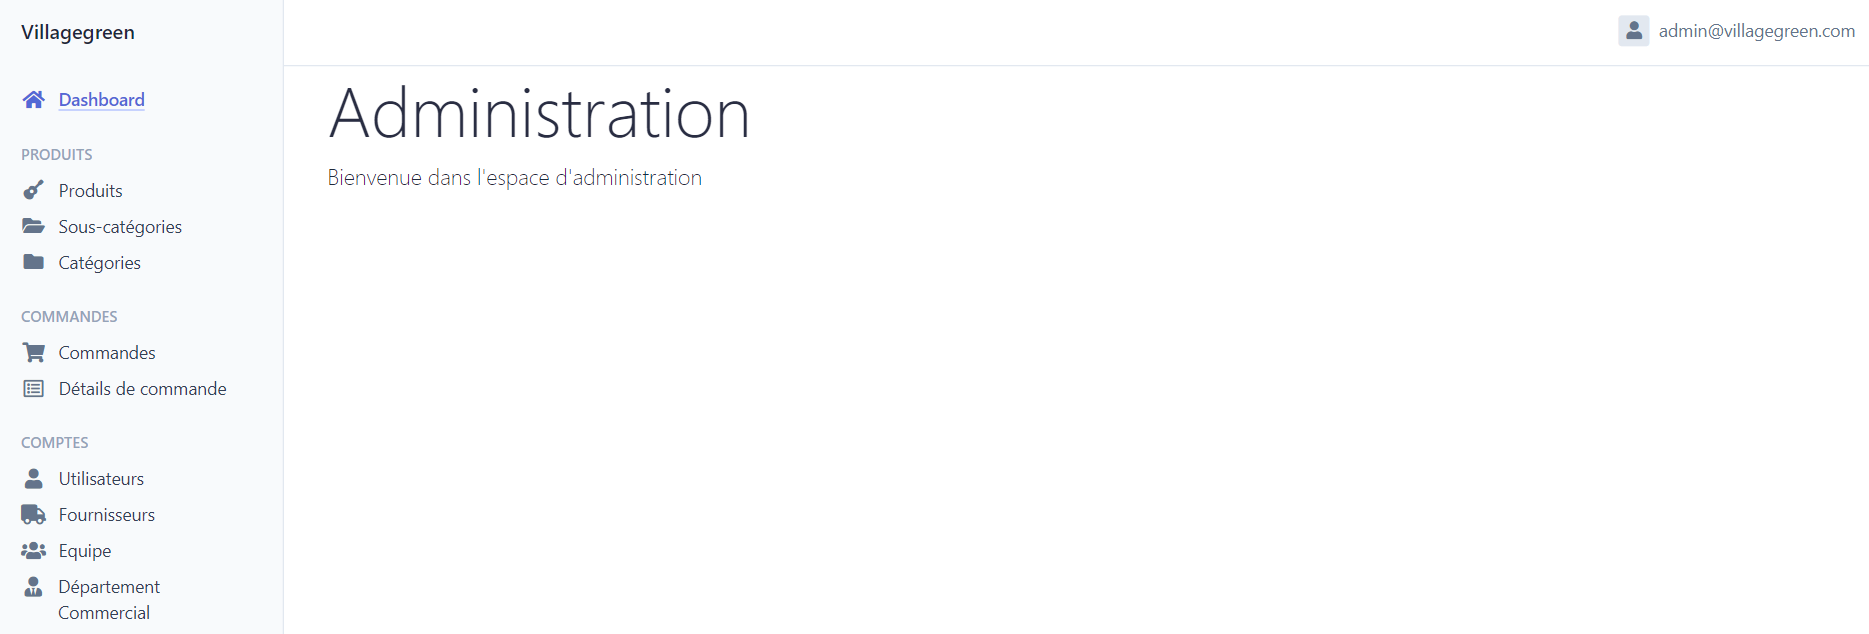 Villagegreen
admin@villagegreen.com
Dashboard
PRODUITS
Produits
Sous-catégories
Catégories
COMMANDES
Commandes
Détails de commande
COMPTES
Utilisateurs
Fournisseurs
Equipe
Département
Commercial
Administration
Bienvenue dans l'espace d'administration